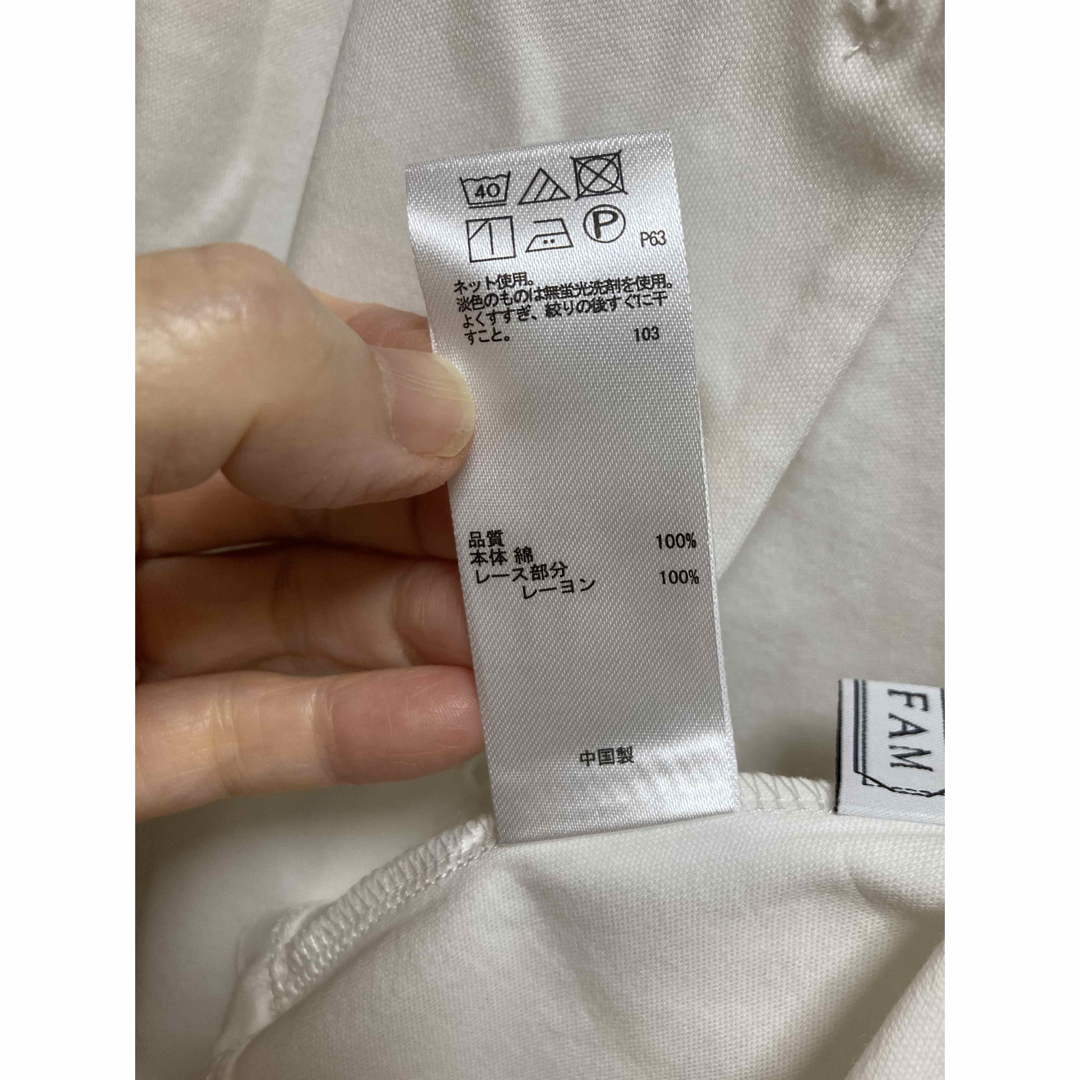 40
P
P63
ネット使用。
淡色のものは無蛍光洗剤を使用。
よくすすぎ、絞りの後すぐに干
すこと。 103
品質
本体 綿 100%
レース部分
レーヨン 100%
中国製
FAM